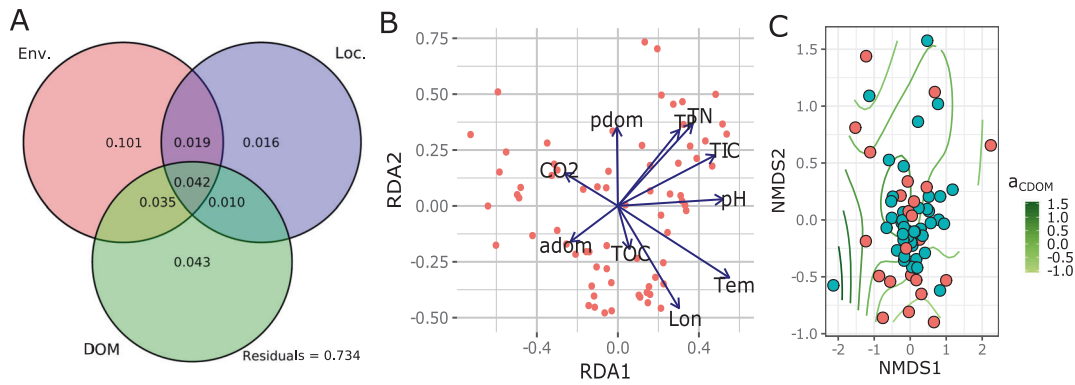 A
Env.
Loc.
0.101
0.019
0.016
0.042
0.035
0.010
0.043
DOM
Residuals = 0.734
B
RDA2
0.75
0.50
0.25
0.00
-0.25
-0.50
pdom
TP
TN
TIC
CO2
pH
adom
TOC
Tem
Lon
-0.4
0.0
0.4
RDA1
C
NMDS2
1.5
1.0
0.5
0.0
-0.5
-1.0
-2
-1
0
1
2
NMDS1
aCDOM
1.5
1.0
0.5
0.0
-0.5
-1.0